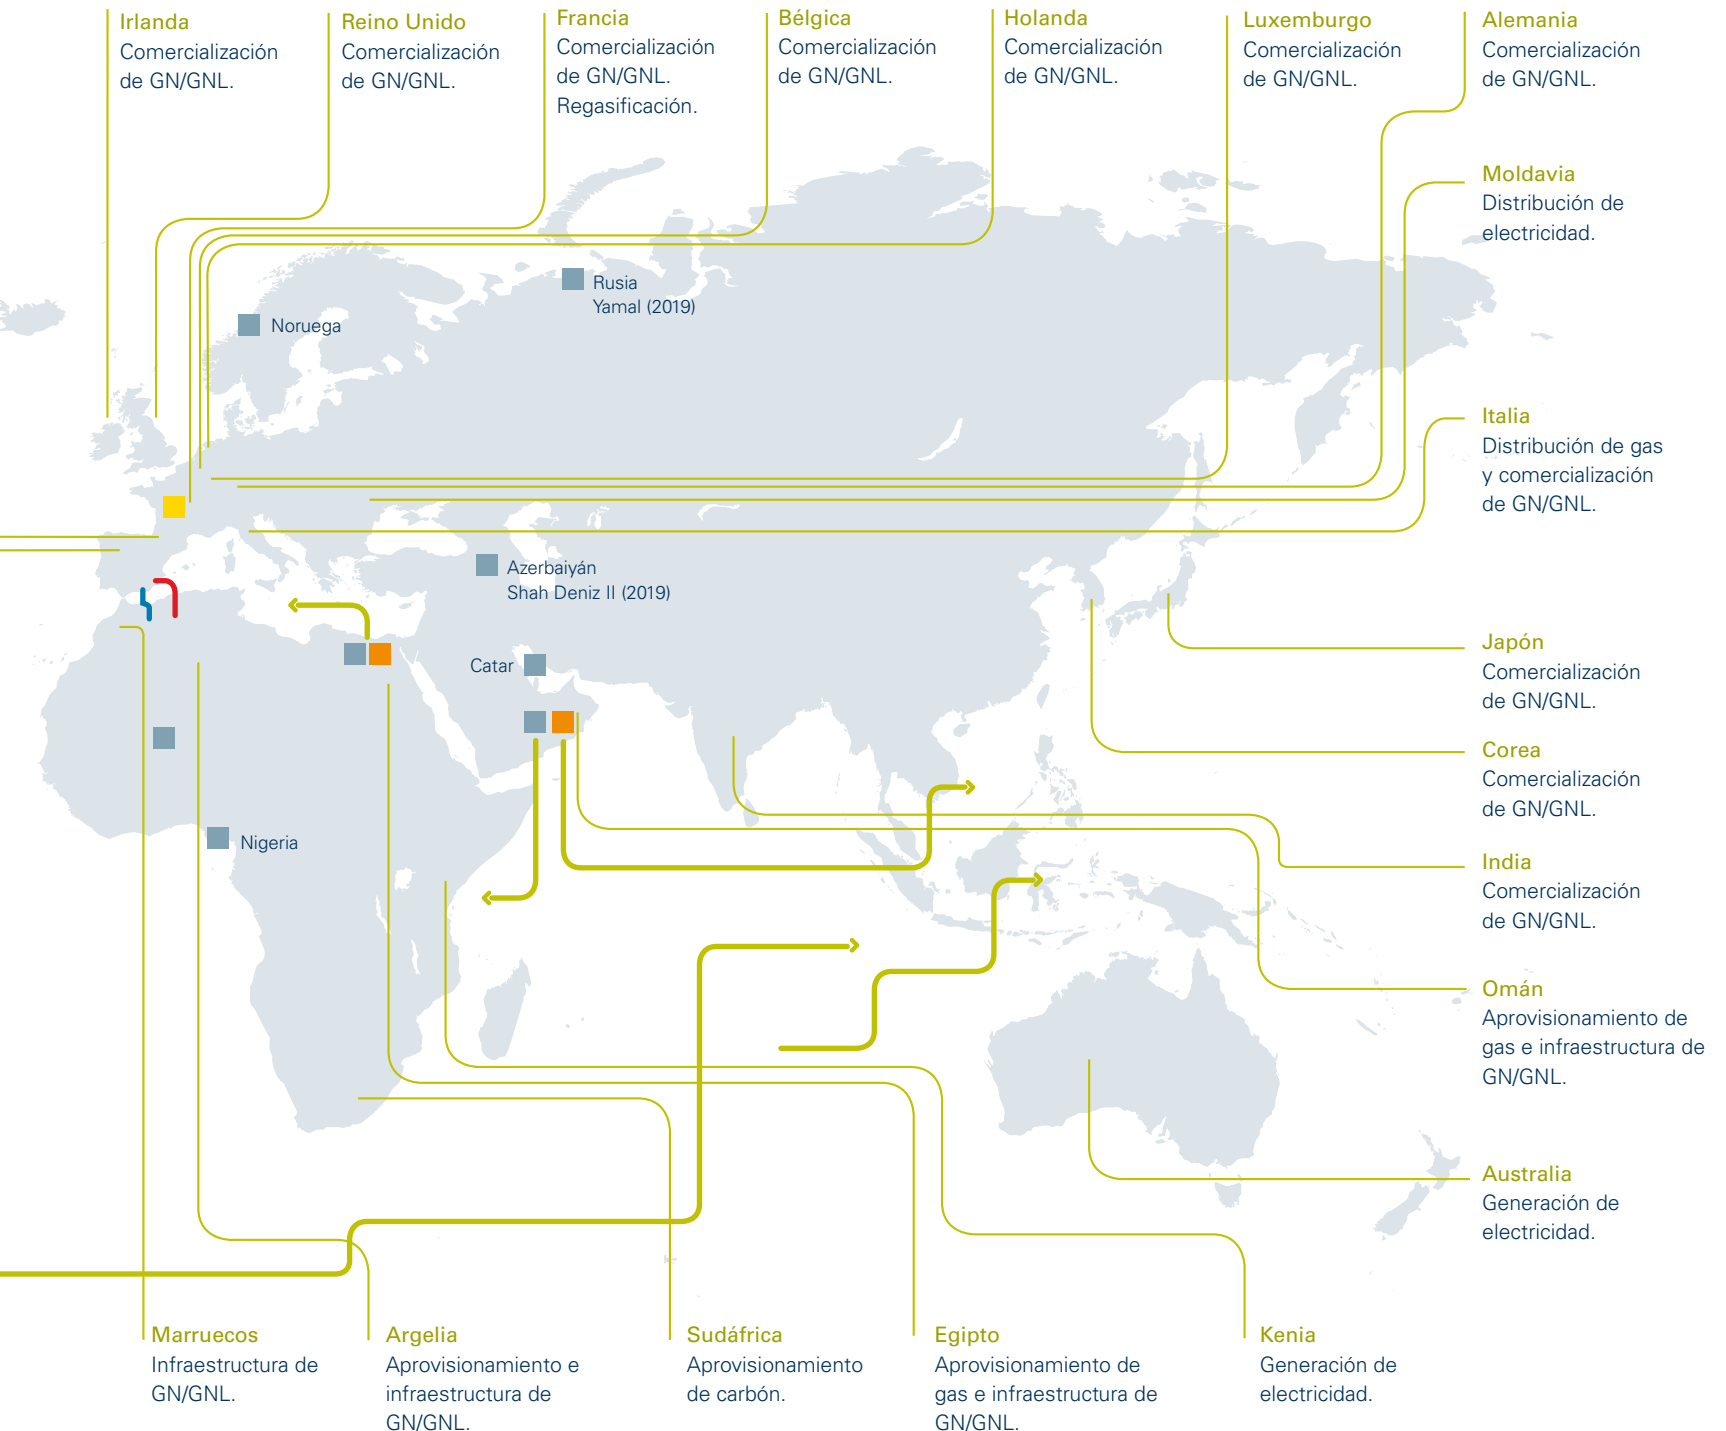 Irlanda
Comercialización
de GN/GNL.
Reino Unido
Comercialización
de GN/GNL.
Francia
Comercialización
de GN/GNL.
Regasificación.
Bélgica
Comercialización
de GN/GNL.
Holanda
Comercialización
de GN/GNL.
Luxemburgo
Comercialización
de GN/GNL.
Alemania
Comercialización
de GN/GNL.
Moldavia
Distribución de
electricidad.
Rusia
Yamal (2019)
Noruega
Italia
Distribución de gas
y comercialización
de GN/GNL.
Azerbaiyán
Shah Deniz II (2019)
Catar
Japón
Comercialización
de GN/GNL.
Corea
Comercialización
de GN/GNL.
Nigeria
India
Comercialización
de GN/GNL.
Omán
Aprovisionamiento de
gas e infraestructura de
GN/GNL.
Australia
Generación de
electricidad.
Marruecos
Infraestructura de
GN/GNL.
Argelia
Aprovisionamiento e
infraestructura de
GN/GNL.
Sudáfrica
Aprovisionamiento
de carbón.
Egipto
Aprovisionamiento de
gas e infraestructura de
GN/GNL.
Kenia
Generación de
electricidad.